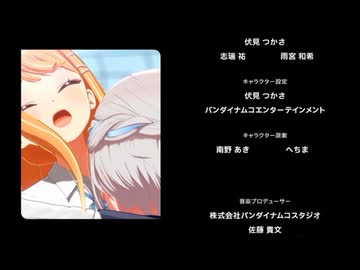 伏見 つかさ
志瑞 祐 雨宮 和希
キャラクター設定
伏見 つかさ
バンダイナムコエンターテインメント
キャラクター原案
南野 あき へちま
音楽プロデューサー
株式会社バンダイナムコスタジオ
佐藤 貴文